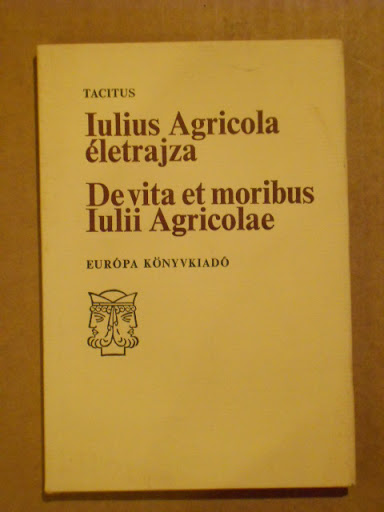 TACITUS
Iulius Agricola
életrajza
De vita et moribus
Iulii Agricolae
EURÓPA KÖNYVKIADÓ